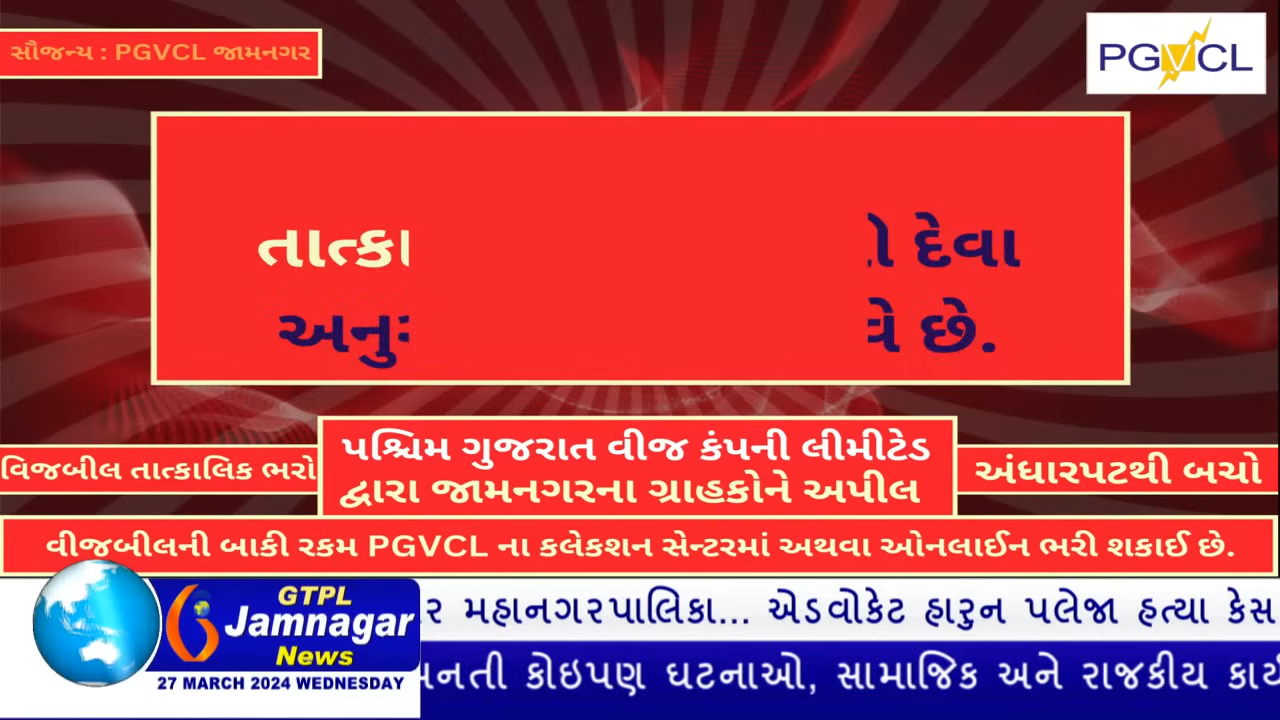 સૌજન્ય : PGVCL જામનગર
PGVCL
દેવા
છે.
પશ્ચિમ ગુજરાત વીજ કંપની લીમીટેડ
દ્વારા જામનગરના ગ્રાહકોને અપીલ
વિજબીલ તાત્કાલિક ભરો
અંધારપટથી બચો
વીજબીલની બાકી રકમ PGVCL ના કલેકશન સેન્ટરમાં અથવા ઓનલાઈન ભરી શકાઈ છે.
GTPL
Jamnagar
News
27 MARCH 2024 WEDNESDAY
ર મહાનગરપાલિકા... એડવોકેટ હારુન પલેજા હત્યા કેસ
બનતી કોઇપણ ઘટનાઓ, સામાજિક અને રાજકીય કાર્ય